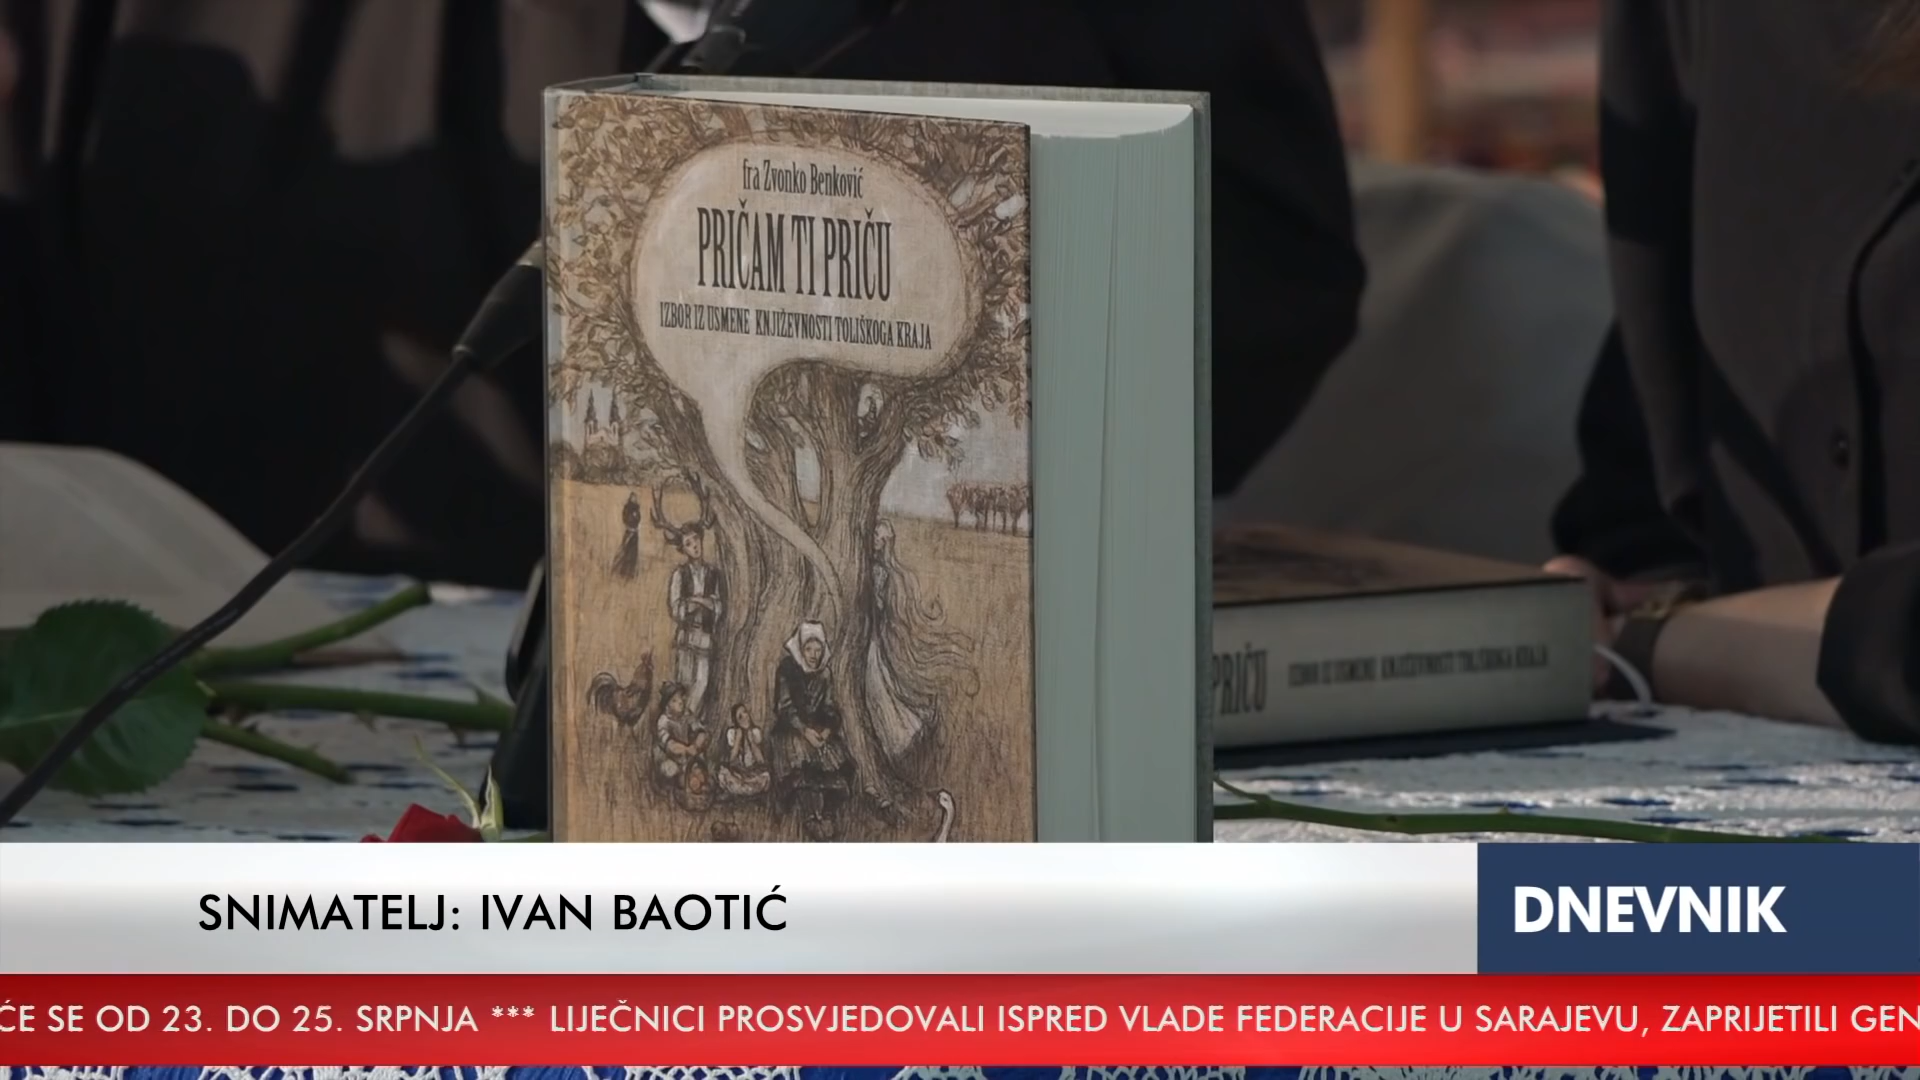 fra Zvonko Benković
PRIČAM TI PRIČU
IZBOR IZ USMENE KNJIŽEVNOSTI TOLIŠKOGA KRAJA
PRIČU IZBOR IZ USMENE KNJIŽEVNOSTI TOLIŠKOGA KRAJA
SNIMATELJ: IVAN BAOTIĆ
DNEVNIK
ĆE SE OD 23. DO 25. SRPNJA *** LIJEČNICI PROSVJEDOVALI ISPRED VLADE FEDERACIJE U SARAJEVU, ZAPRIJETILI GEN